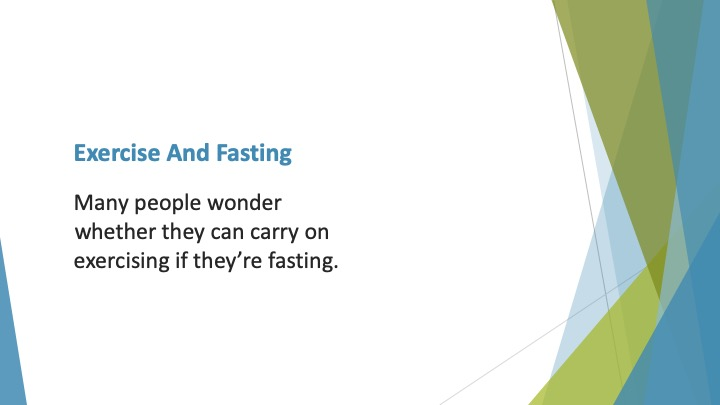 Exercise And Fasting
Many people wonder
whether they can carry on
exercising if they’re fasting.